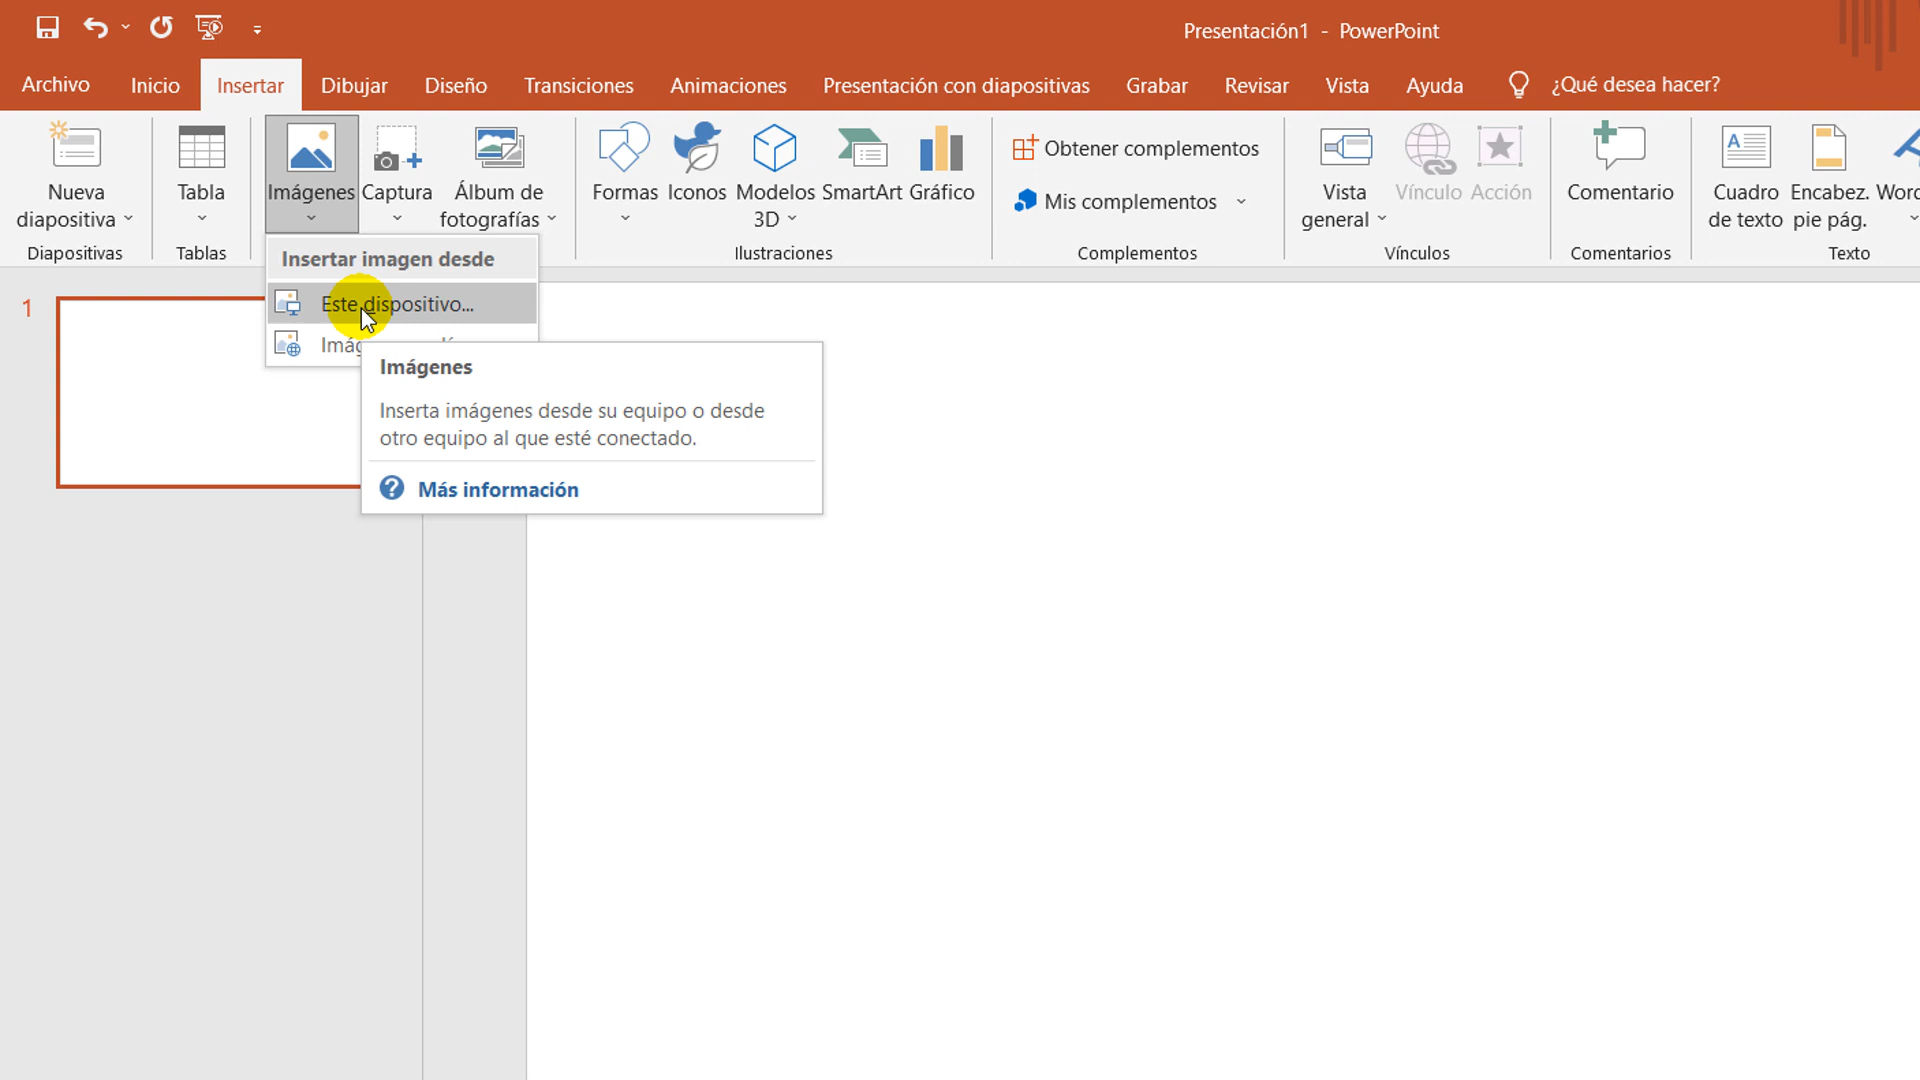 Presentación1 - PowerPoint
Archivo Inicio Insertar Dibujar Diseño Transiciones Animaciones Presentación con diapositivas Grabar Revisar Vista Ayuda ¿Qué desea hacer?
Nueva diapositiva
Tabla
Imágenes
Captura
Álbum de fotografías
Formas
Iconos
Modelos 3D
SmartArt
Gráfico
Obtener complementos
Mis complementos
Vista general
Vínculo
Acción
Comentario
Cuadro de texto
Encabez. pie pág.
Diapositivas
Tablas
Ilustraciones
Complementos
Vínculos
Comentarios
Texto
Insertar imagen desde
Este dispositivo...
1
Imágenes
Inserta imágenes desde su equipo o desde
otro equipo al que esté conectado.
Más información